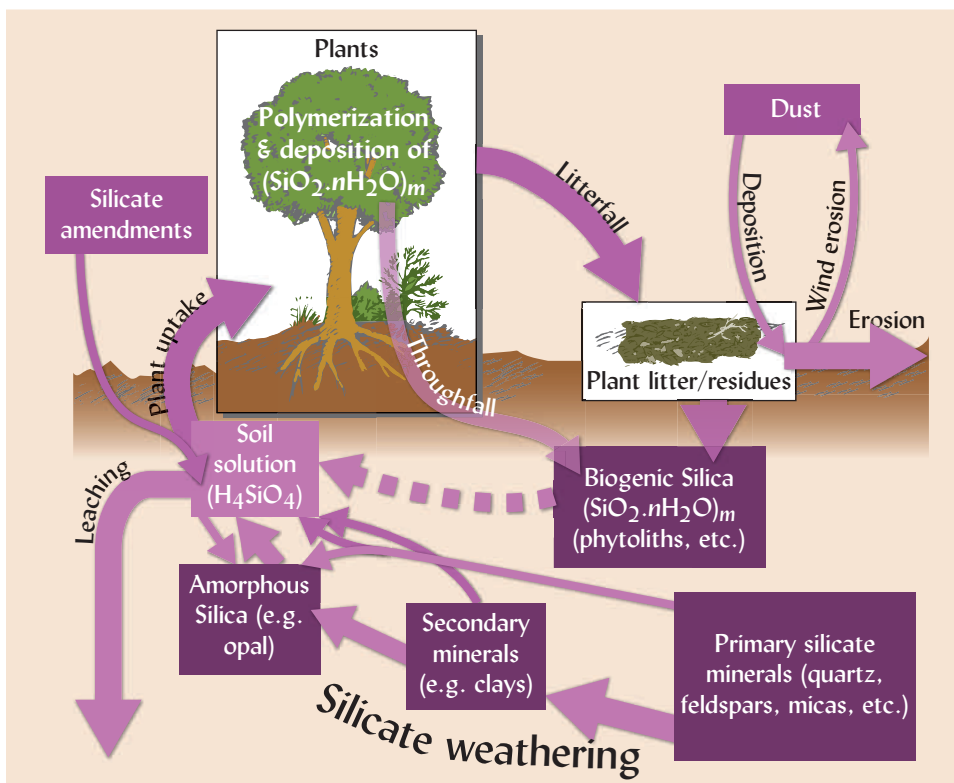 Plants
Polymerization
& deposition of
(SiO₂.nH₂O)m
Dust
Silicate
amendments
Litterfall
Deposition
Wind erosion
Plant uptake
Erosion
Throughfall
Plant litter/residues
Soil
solution
(H₄SiO₄)
Leaching
Biogenic Silica
(SiO₂.nH₂O)m
(phytoliths, etc.)
Amorphous
Silica (e.g.
opal)
Secondary
minerals
(e.g. clays)
Primary silicate
minerals (quartz,
feldspars, micas, etc.)
Silicate weathering